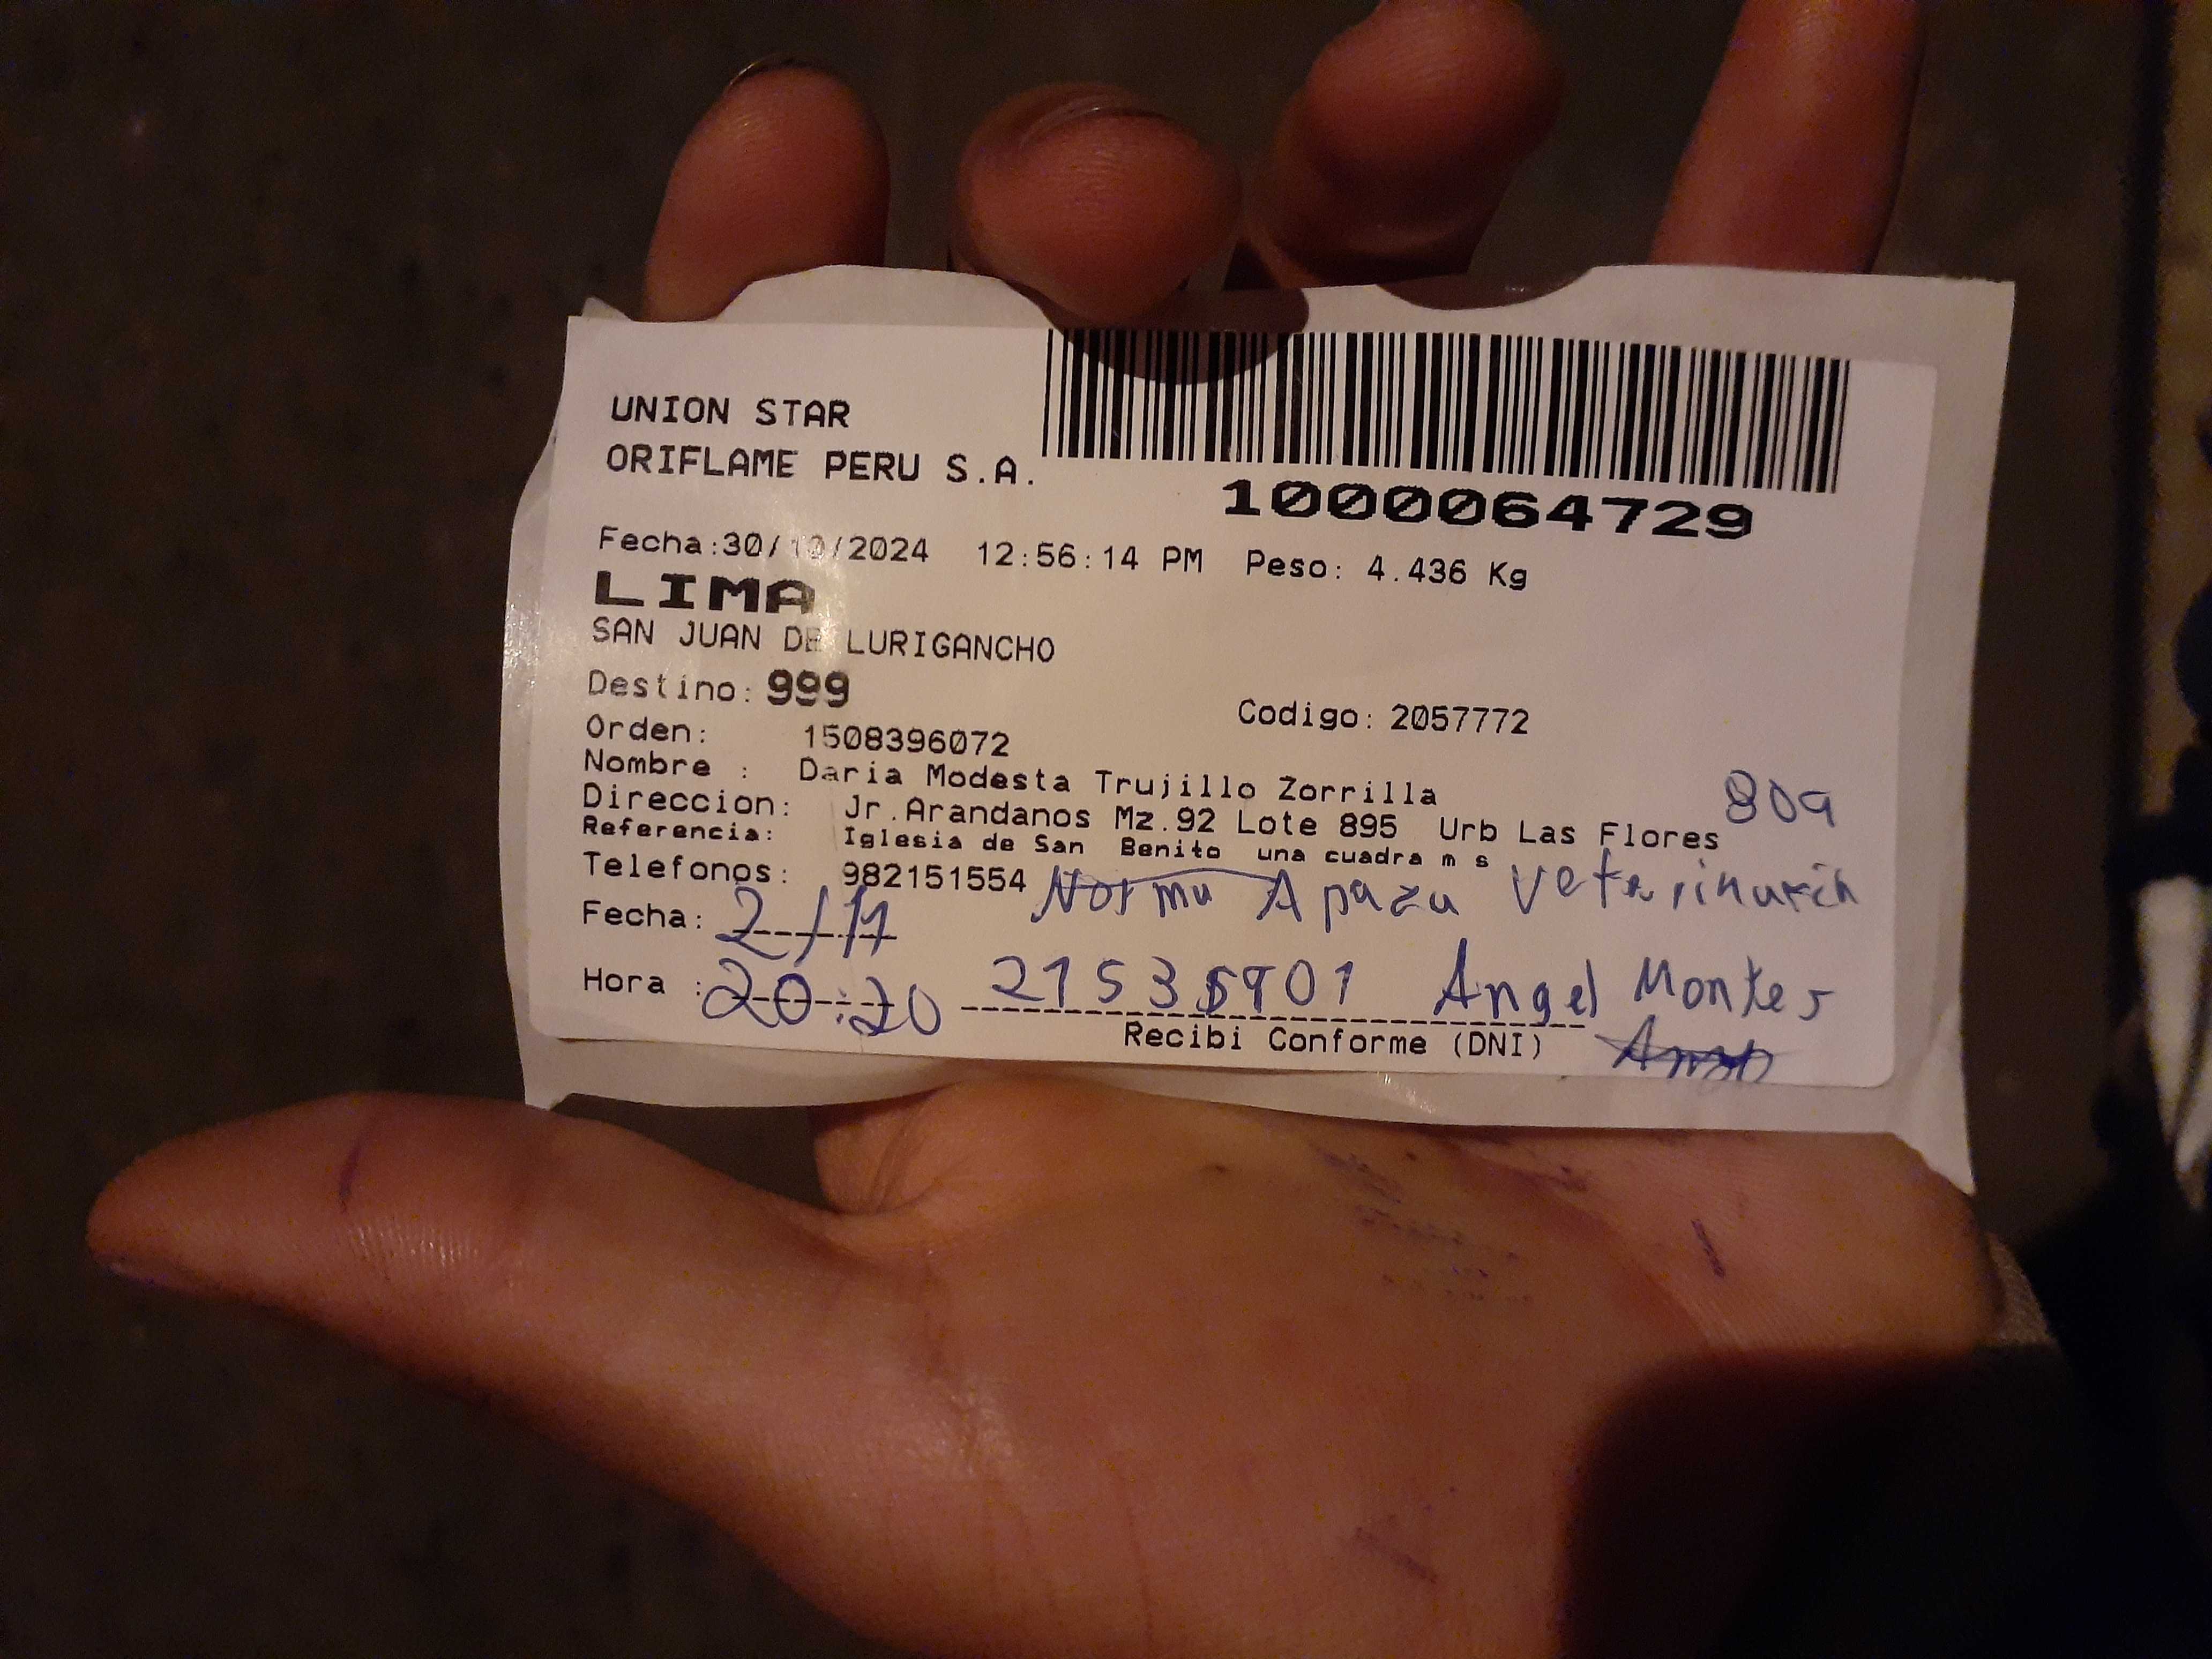 UNION STAR
ORIFLAME PERU S.A.
1000064729
Fecha:30/10/2024 12:56:14 PM Peso: 4.436 Kg
LIMA
SAN JUAN DE LURIGANCHO
Destino: 999
Codigo: 2057772
Orden: 1508396072
Nombre : Daria Modesta Trujillo Zorrilla
809
Direccion: Jr.Arandanos Mz.92 Lote 895 Urb Las Flores
Referencia: Iglesia de San Benito una cuadra m s
Telefonos: 982151554 Norma Apaza Veterinaria
Fecha: 2/11
Hora : 20:20 Angel Montes
Recibi Conforme (DNI)